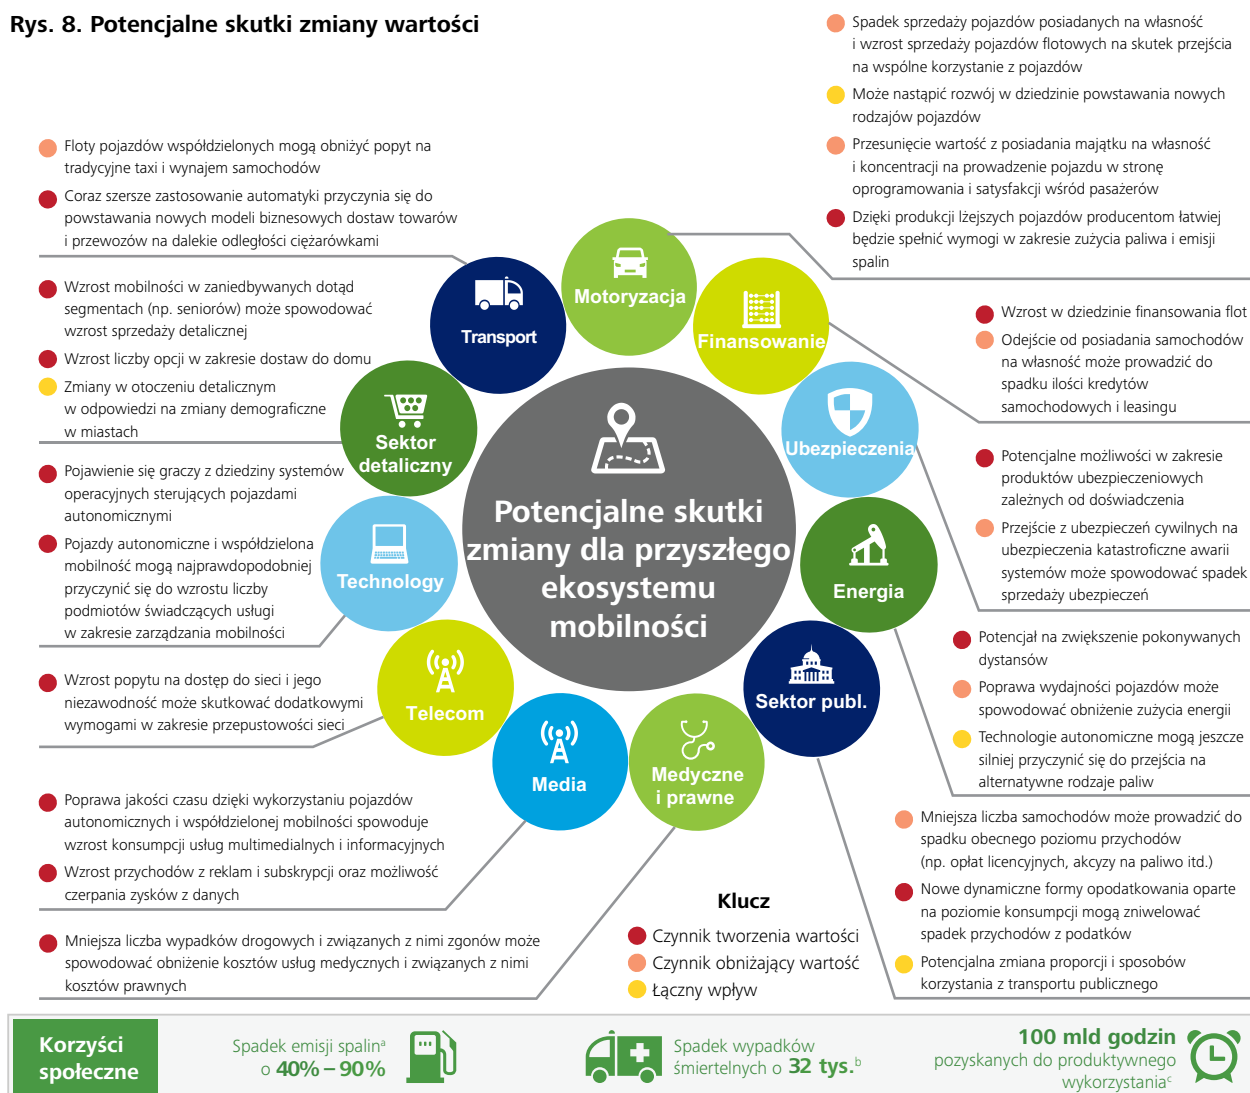 Rys. 8. Potencjalne skutki zmiany wartości
Spadek sprzedaży pojazdów posiadanych na własność
i wzrost sprzedaży pojazdów flotowych na skutek przejścia
na wspólne korzystanie z pojazdów
Może nastąpić rozwój w dziedzinie powstawania nowych
rodzajów pojazdów
Przesunięcie wartość z posiadania majątku na własność
i koncentracji na prowadzenie pojazdu w stronę
oprogramowania i satysfakcji wśród pasażerów
Dzięki produkcji lżejszych pojazdów producentom łatwiej
będzie spełnić wymogi w zakresie zużycia paliwa i emisji
spalin
Floty pojazdów współdzielonych mogą obniżyć popyt na
tradycyjne taxi i wynajem samochodów
Coraz szersze zastosowanie automatyki przyczynia się do
powstawania nowych modeli biznesowych dostaw towarów
i przewozów na dalekie odległości ciężarówkami
Wzrost mobilności w zaniedbywanych dotąd
segmentach (np. seniorów) może spowodować
wzrost sprzedaży detalicznej
Wzrost liczby opcji w zakresie dostaw do domu
Zmiany w otoczeniu detalicznym
w odpowiedzi na zmiany demograficzne
w miastach
Pojawienie się graczy z dziedziny systemów
operacyjnych sterujących pojazdami
autonomicznymi
Pojazdy autonomiczne i współdzielona
mobilność mogą najprawdopodobniej
przyczynić się do wzrostu liczby
podmiotów świadczących usługi
w zakresie zarządzania mobilności
Wzrost popytu na dostęp do sieci i jego
niezawodność może skutkować dodatkowymi
wymogami w zakresie przepustowości sieci
Poprawa jakości czasu dzięki wykorzystaniu pojazdów
autonomicznych i współdzielonej mobilności spowoduje
wzrost konsumpcji usług multimedialnych i informacyjnych
Wzrost przychodów z reklam i subskrypcji oraz możliwość
czerpania zysków z danych
Mniejsza liczba wypadków drogowych i związanych z nimi zgonów może
spowodować obniżenie kosztów usług medycznych i związanych z nimi
kosztów prawnych
Motoryzacja
Finansowanie
Ubezpieczenia
Energia
Sektor publ.
Medyczne
i prawne
Media
Telecom
Technology
Sektor
detaliczny
Transport
Potencjalne skutki
zmiany dla przyszłego
ekosystemu
mobilności
Wzrost w dziedzinie finansowania flot
Odejście od posiadania samochodów
na własność może prowadzić do
spadku ilości kredytów
samochodowych i leasingu
Potencjalne możliwości w zakresie
produktów ubezpieczeniowych
zależnych od doświadczenia
Przejście z ubezpieczeń cywilnych na
ubezpieczenia katastroficzne awarii
systemów może spowodować spadek
sprzedaży ubezpieczeń
Potencjał na zwiększenie pokonywanych
dystansów
Poprawa wydajności pojazdów może
spowodować obniżenie zużycia energii
Technologie autonomiczne mogą jeszcze
silniej przyczynić się do przejścia na
alternatywne rodzaje paliw
Mniejsza liczba samochodów może prowadzić do
spadku obecnego poziomu przychodów
(np. opłat licencyjnych, akcyzy na paliwo itd.)
Nowe dynamiczne formy opodatkowania oparte
na poziomie konsumpcji mogą zniwelować
spadek przychodów z podatków
Potencjalna zmiana proporcji i sposobów
korzystania z transportu publicznego
Klucz
Czynnik tworzenia wartości
Czynnik obniżający wartość
Łączny wpływ
Korzyści
społeczne
Spadek emisji spalinᵃ
o 40% – 90%
Spadek wypadków
śmiertelnych o 32 tys.ᵇ
100 mld godzin
pozyskanych do produktywnego
wykorzystaniaᶜ